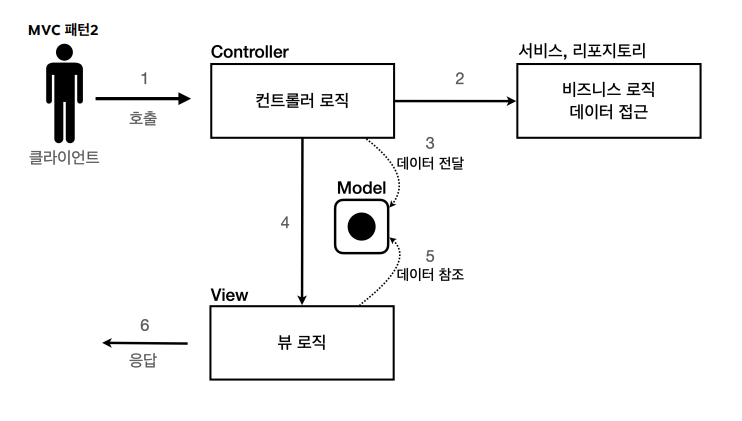 MVC 패턴2
Controller
서비스, 리포지토리
1
호출
컨트롤러 로직
2
비즈니스 로직
데이터 접근
클라이언트
3
데이터 전달
Model
4
5
데이터 참조
View
6
응답
뷰 로직